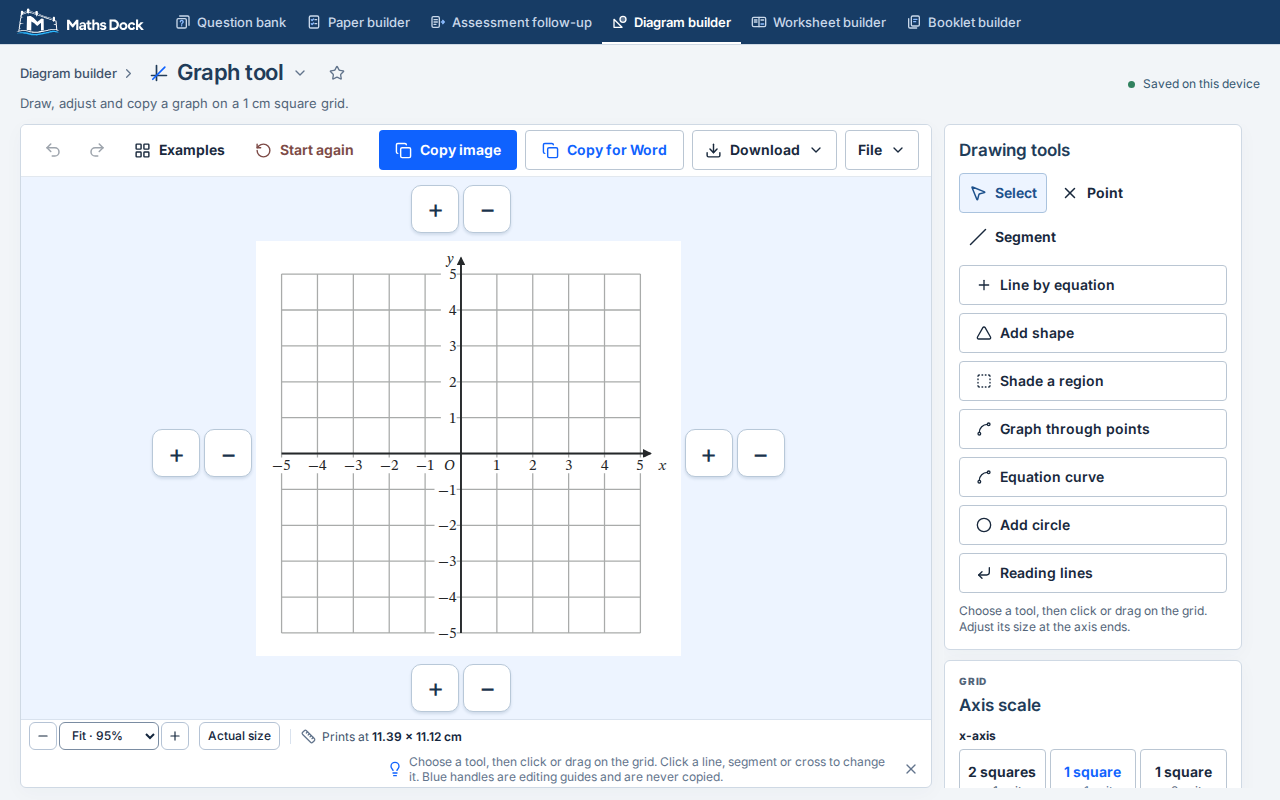 Maths Dock Question bank Paper builder Assessment follow-up Diagram builder Worksheet builder Booklet builder
Diagram builder Graph tool
Saved on this device
Draw, adjust and copy a graph on a 1 cm square grid.
Examples Start again Copy image Copy for Word Download File
+ −
y
5
4
3
2
1
+ −
−5 −4 −3 −2 −1 O 1 2 3 4 5 x
+ −
−1
−2
−3
−4
−5
+ −
− Fit · 95% + Actual size Prints at 11.39 × 11.12 cm
Choose a tool, then click or drag on the grid. Click a line, segment or cross to change
it. Blue handles are editing guides and are never copied.
Drawing tools
Select Point
Segment
Line by equation
Add shape
Shade a region
Graph through points
Equation curve
Add circle
Reading lines
Choose a tool, then click or drag on the grid.
Adjust its size at the axis ends.
GRID
Axis scale
x-axis
2 squares 1 square 1 square